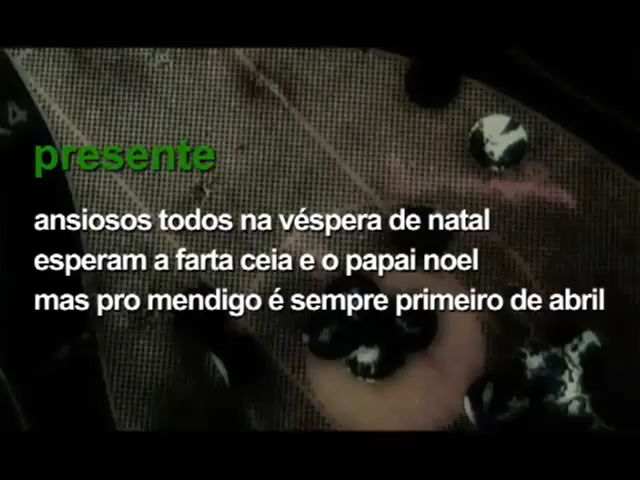 presente
ansiosos todos na véspera de natal
esperam a farta ceia e o papai noel
mas pro mendigo é sempre primeiro de abril